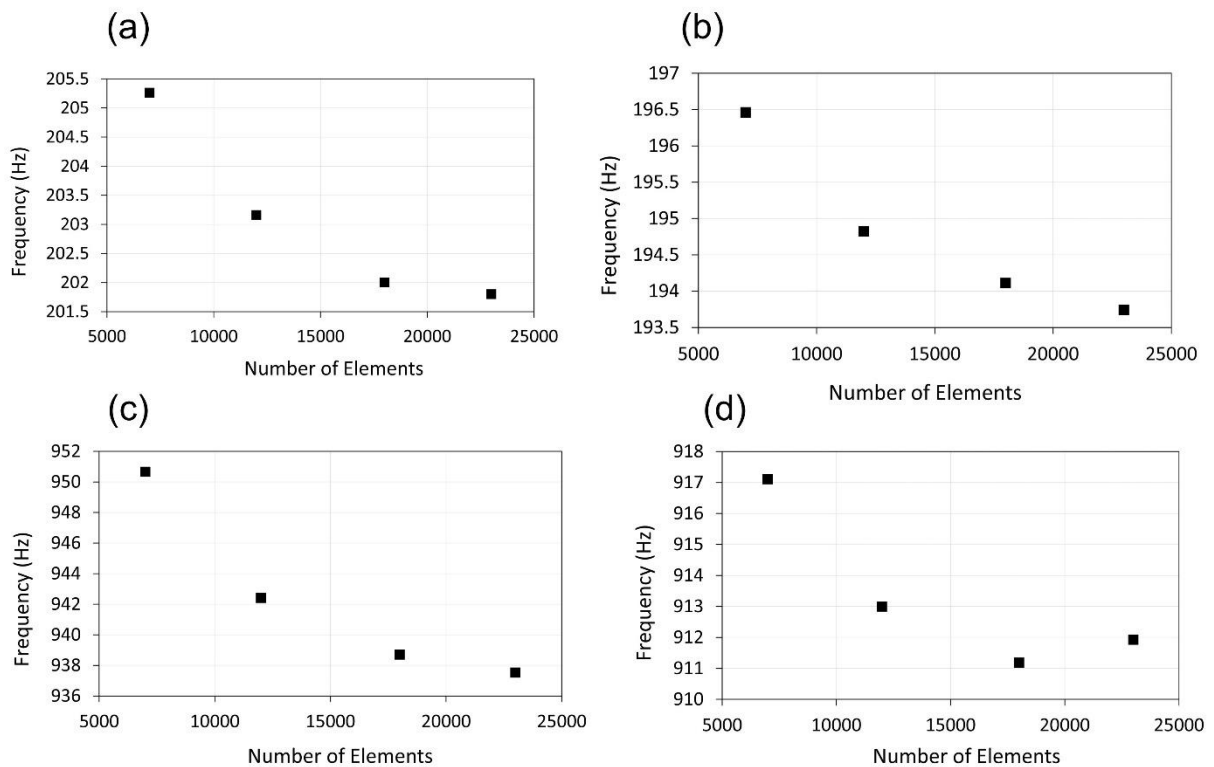 (a)
205.5
205
204.5
204
203.5
203
202.5
202
201.5
Frequency (Hz)
5000 10000 15000 20000 25000
Number of Elements
(b)
197
196.5
196
195.5
195
194.5
194
193.5
Frequency (Hz)
5000 10000 15000 20000 25000
Number of Elements
(c)
952
950
948
946
944
942
940
938
936
Frequency (Hz)
5000 10000 15000 20000 25000
Number of Elements
(d)
918
917
916
915
914
913
912
911
910
Frequency (Hz)
5000 10000 15000 20000 25000
Number of Elements